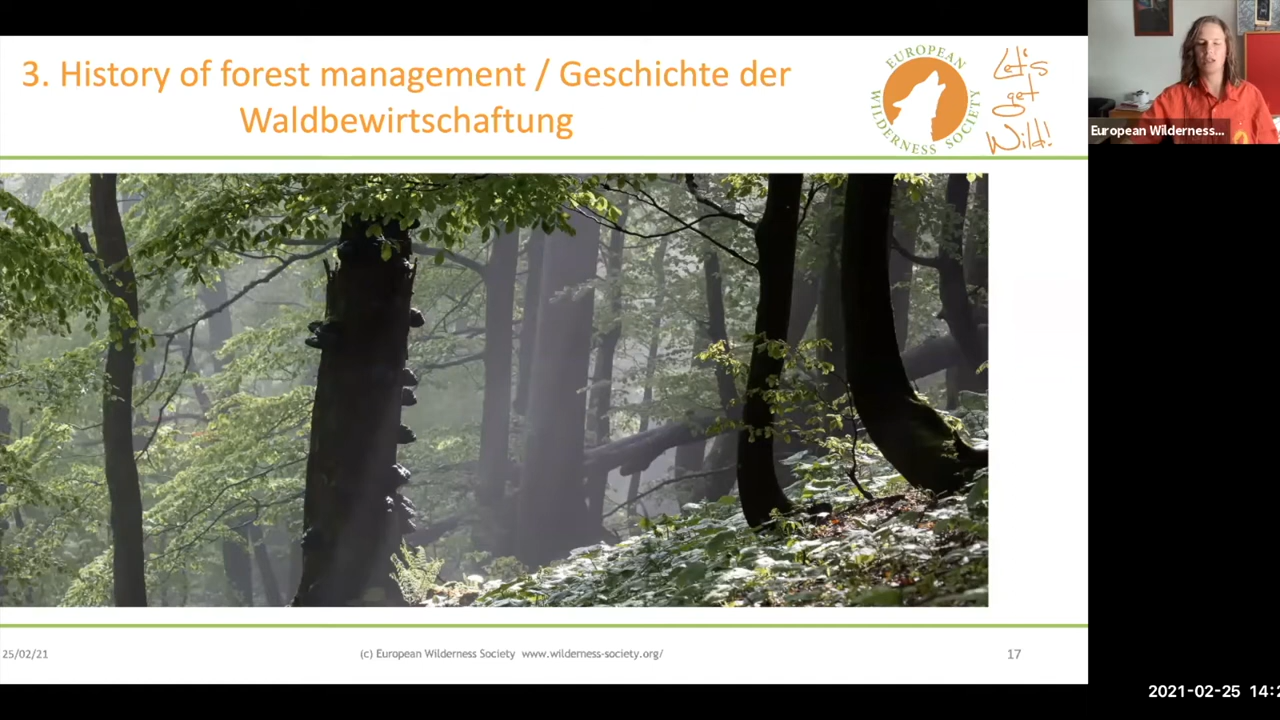 3. History of forest management / Geschichte der
Waldbewirtschaftung
EUROPEAN
WILDERNESS SOCIETY
Let's
get
Wild!
European Wilderness...
25/02/21
(c) European Wilderness Society www.wilderness-society.org/
17
2021-02-25 14:2